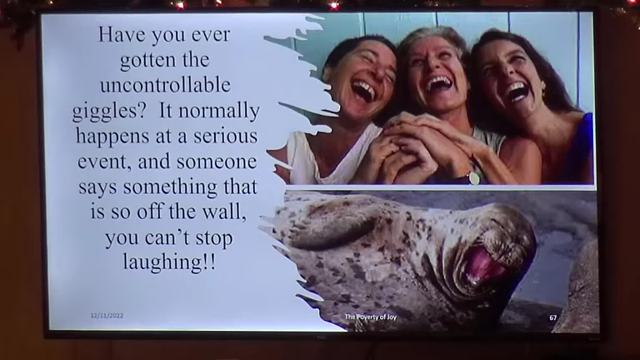 Have you ever
gotten the
uncontrollable
giggles?  It normally
happens at a serious
event, and someone
says something that
is so off the wall,
you can't stop
laughing!!
12/11/2022
The Poverty of Joy
67